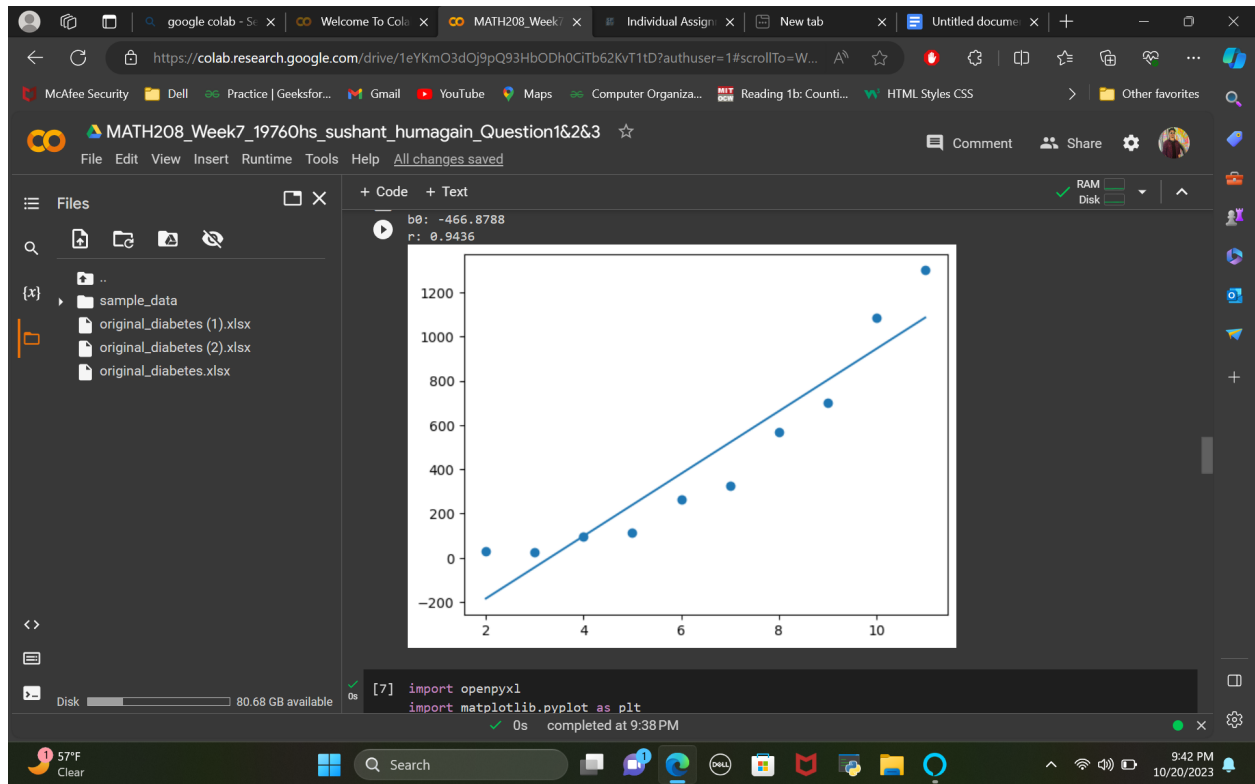 google colab - Se
Welcome To Cola
MATH208_Week7
Individual Assign
New tab
Untitled documen
https://colab.research.google.com/drive/1eYKmO3dOj9pQ93HbODh0CiTb62KvT1tD?authuser=1#scrollTo=W...
McAfee Security
Dell
Practice | Geeksfor...
Gmail
YouTube
Maps
Computer Organiza...
MIT OCW
Reading 1b: Counti...
HTML Styles CSS
Other favorites
MATH208_Week7_19760hs_sushant_humagain_Question1&2&3
Comment
Share
File Edit View Insert Runtime Tools Help All changes saved
Files
+ Code + Text
RAM
Disk
..
sample_data
original_diabetes (1).xlsx
original_diabetes (2).xlsx
original_diabetes.xlsx
{x}
b0: -466.8788
r: 0.9436
1200
1000
800
600
400
200
0
−200
2 4 6 8 10
Disk 80.68 GB available
0s
[7] import openpyxl
import matplotlib.pyplot as plt
0s completed at 9:38 PM
1
57°F
Clear
Search
1
DELL
9:42 PM
10/20/2023